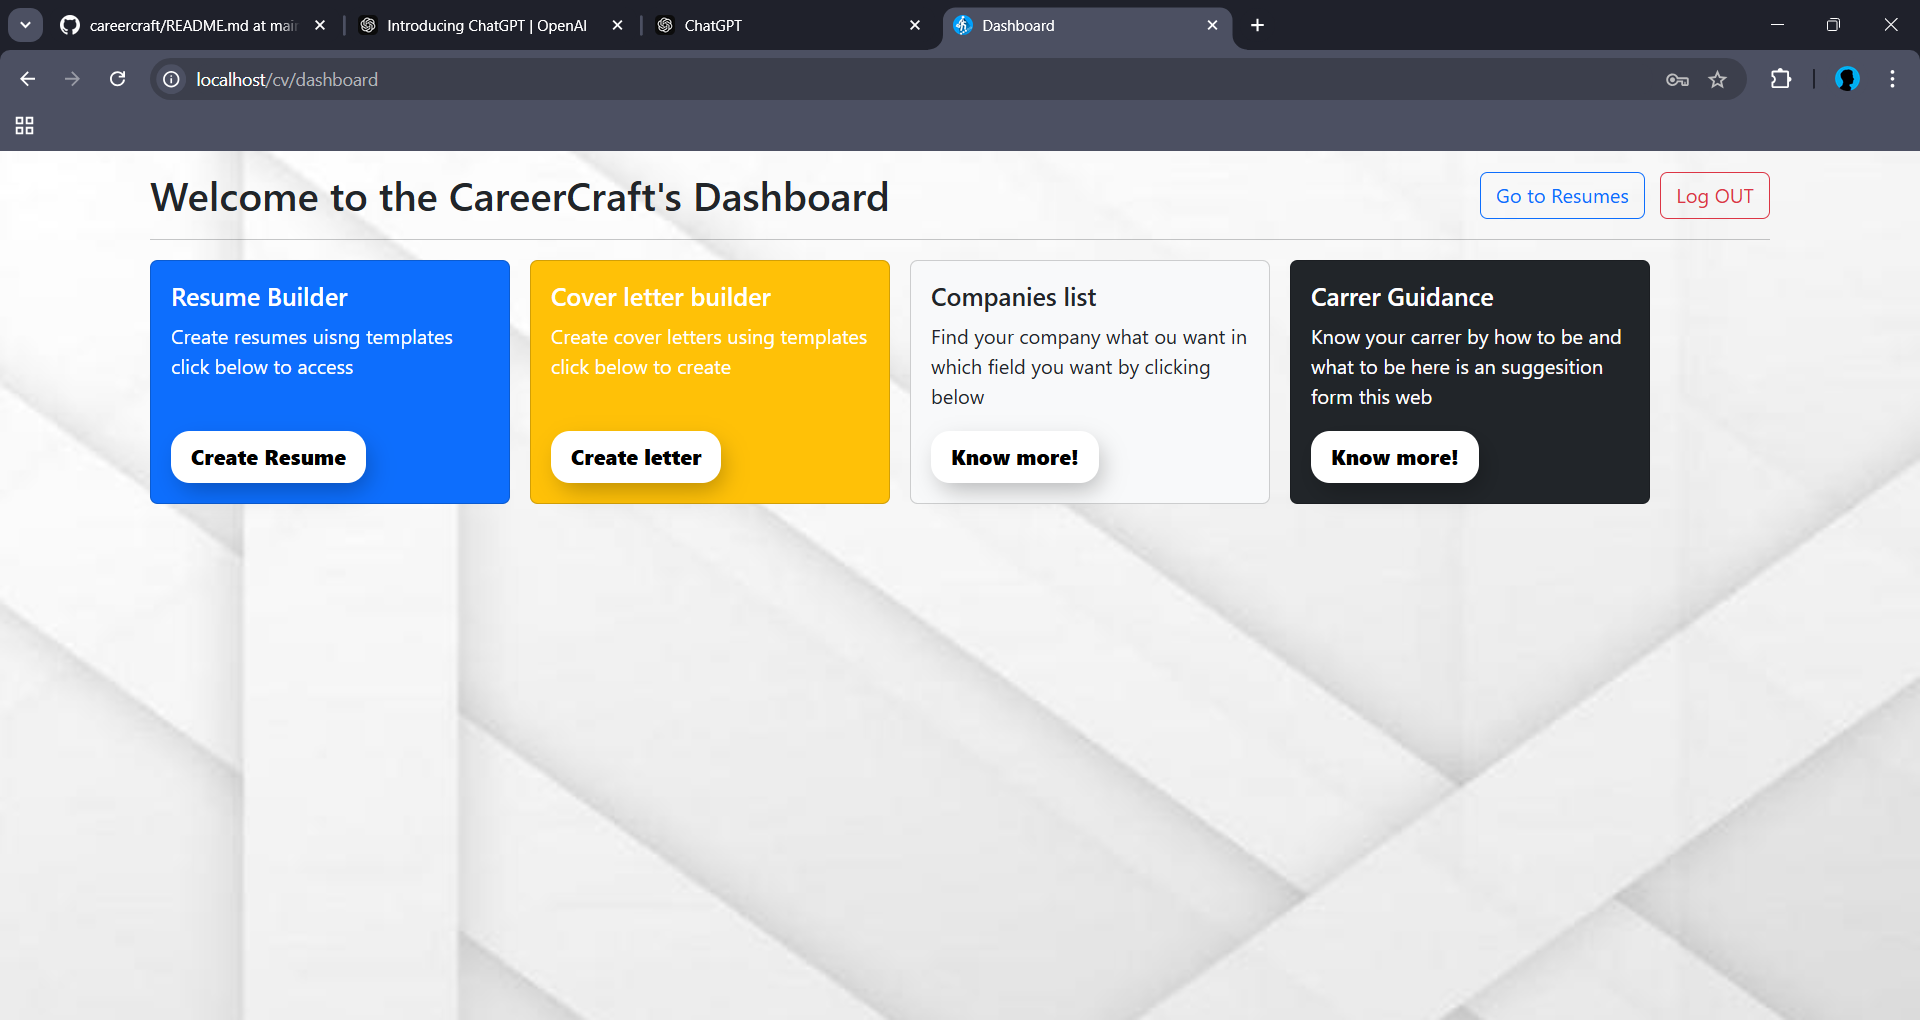 careercraft/README.md at mai
Introducing ChatGPT | OpenAI
ChatGPT
Dashboard
localhost/cv/dashboard
Welcome to the CareerCraft's Dashboard
Go to Resumes
Log OUT
Resume Builder
Create resumes uisng templates
click below to access
Create Resume
Cover letter builder
Create cover letters using templates
click below to create
Create letter
Companies list
Find your company what ou want in
which field you want by clicking
below
Know more!
Carrer Guidance
Know your carrer by how to be and
what to be here is an suggesition
form this web
Know more!